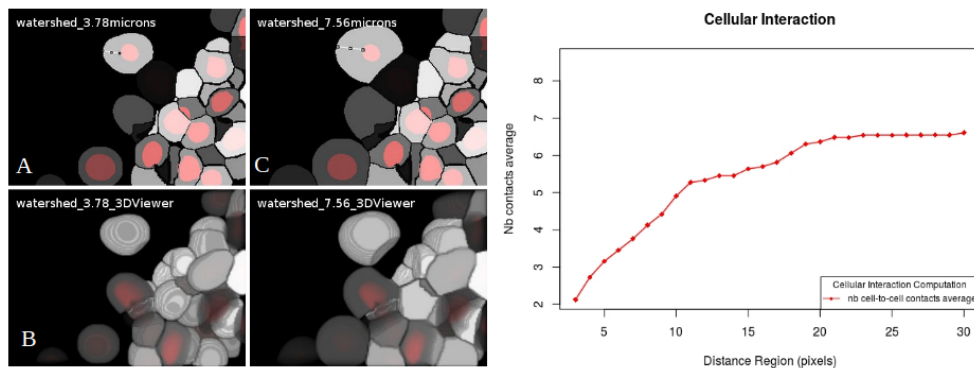 watershed_3.78microns
A
watershed_7.56microns
C
watershed_3.78_3DViewer
B
watershed_7.56_3DViewer
Cellular Interaction
Nb contacts average
8
7
6
5
4
3
2
5
10
15
20
25
30
Distance Region (pixels)
Cellular Interaction Computation
nb cell-to-cell contacts average